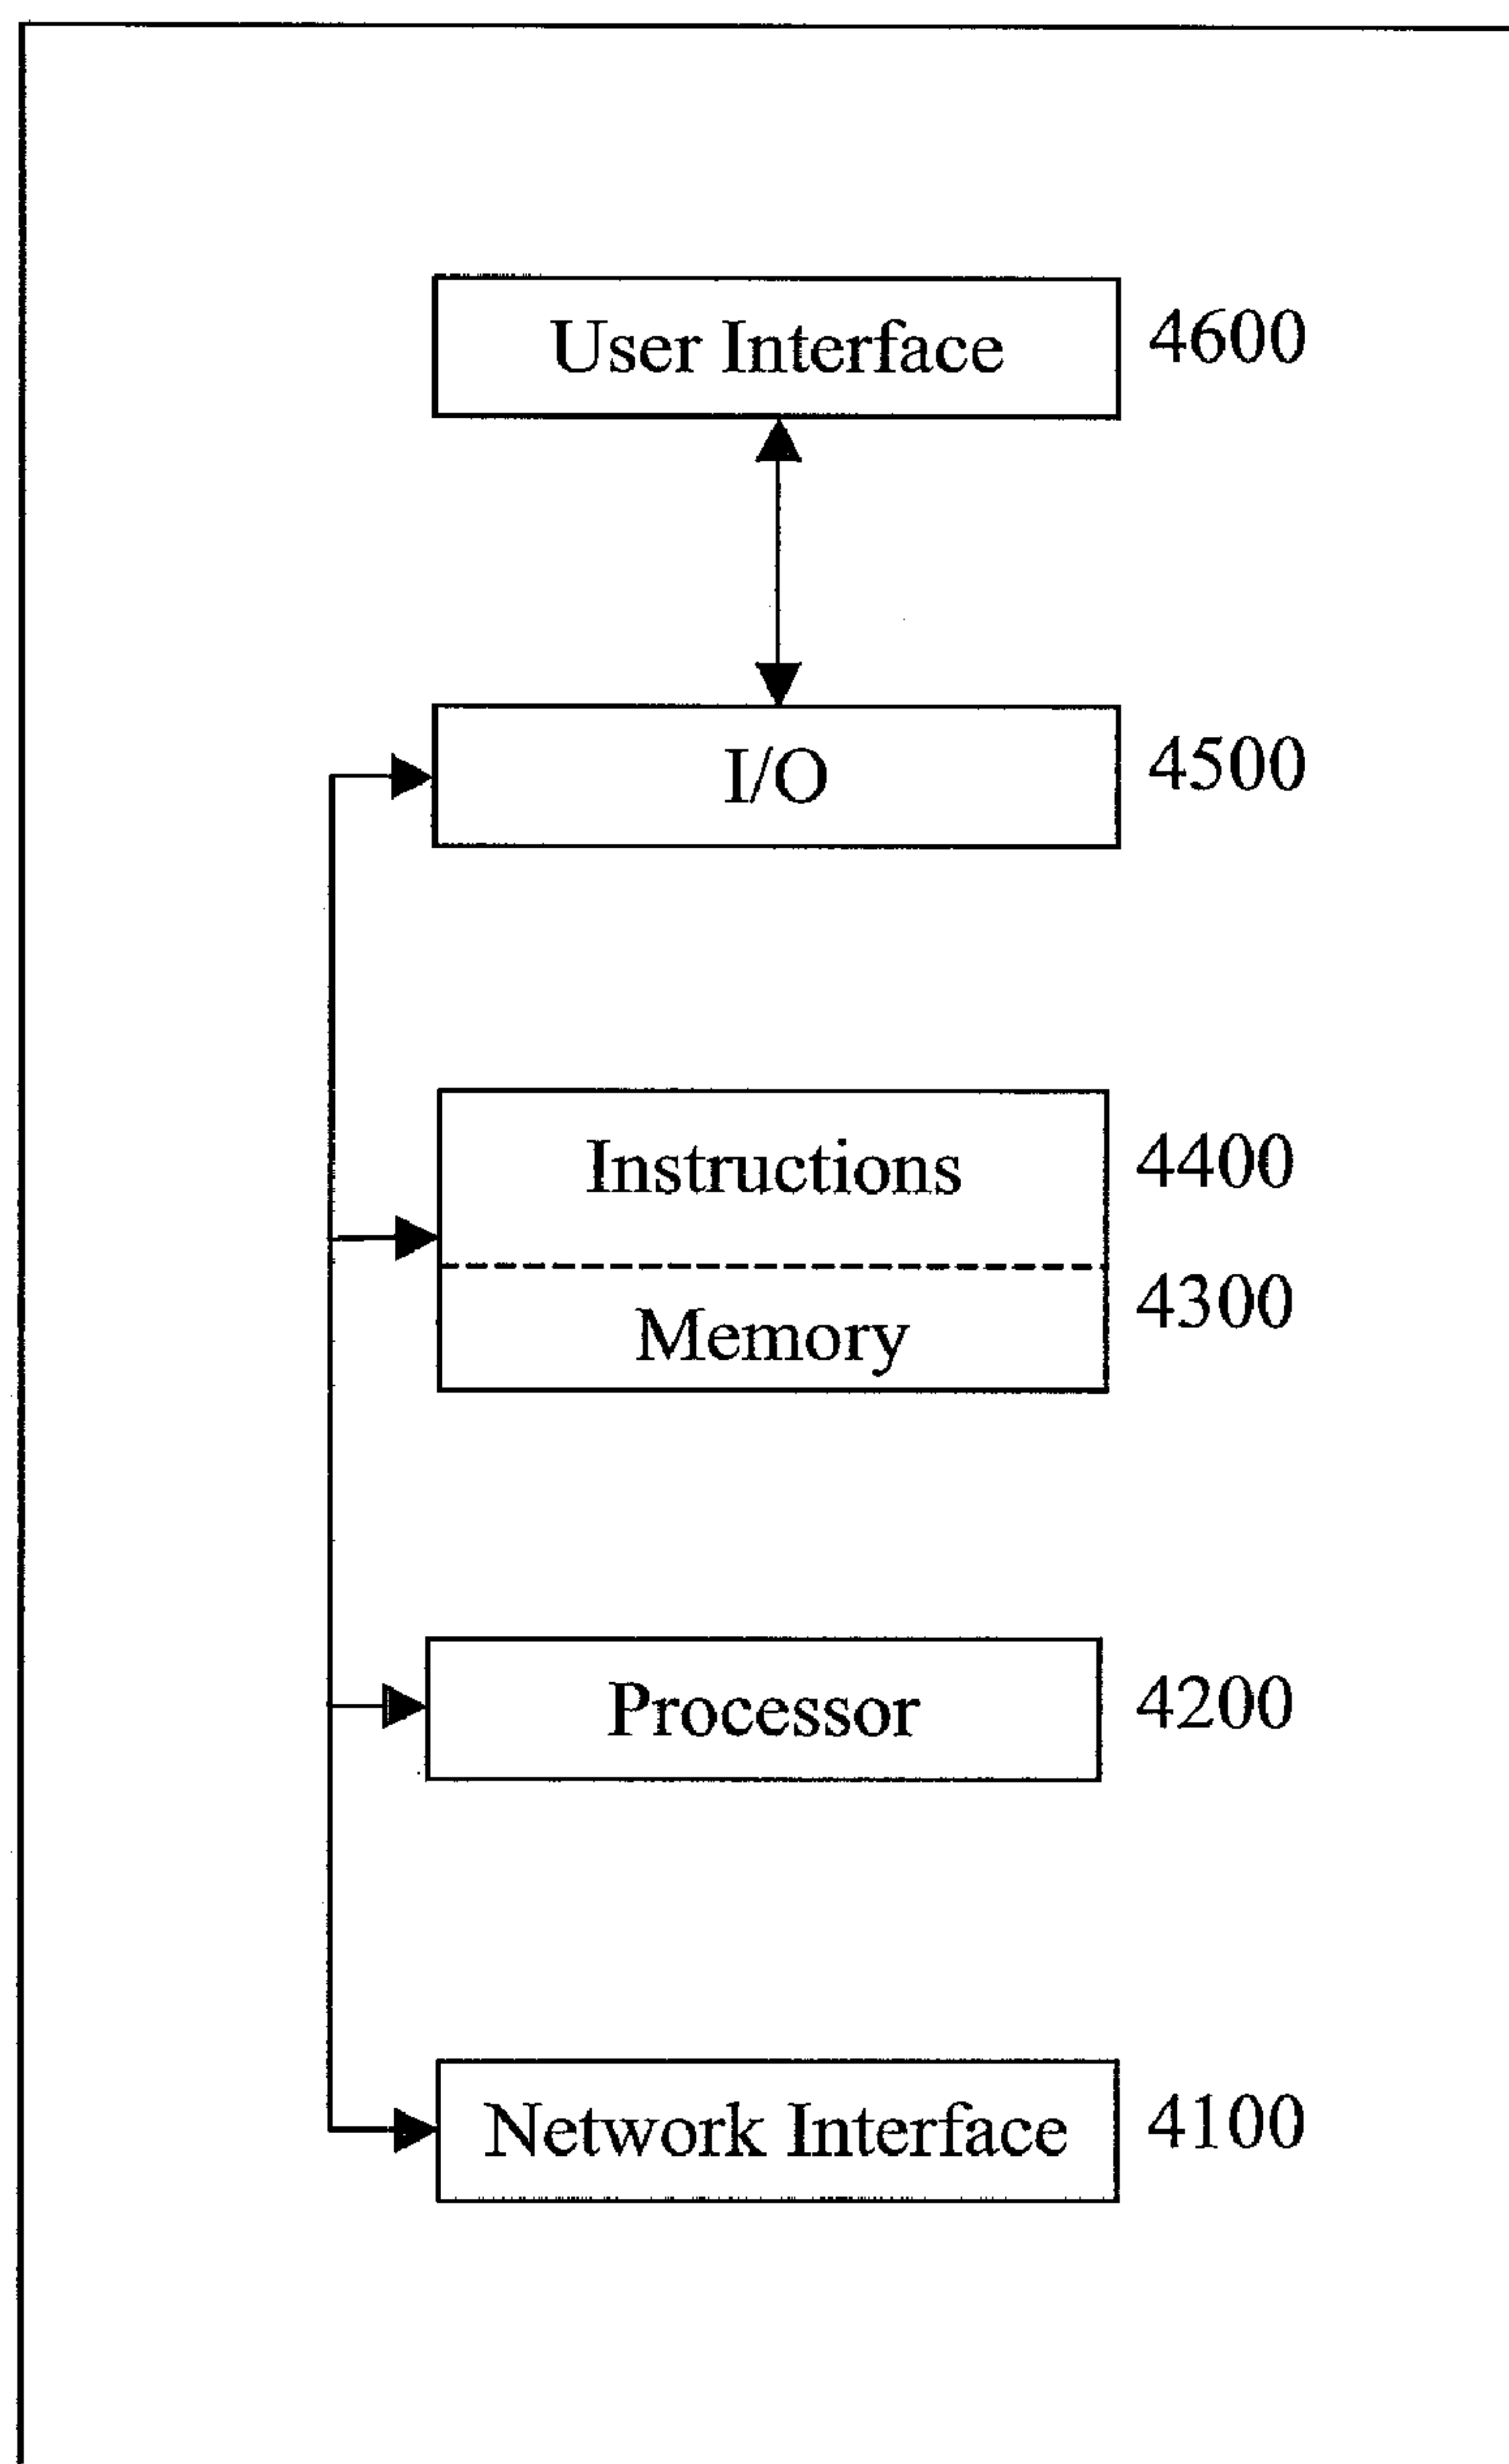 User Interface 4600
I/O 4500
Instructions 4400
4300
Memory
Processor 4200
Network Interface 4100